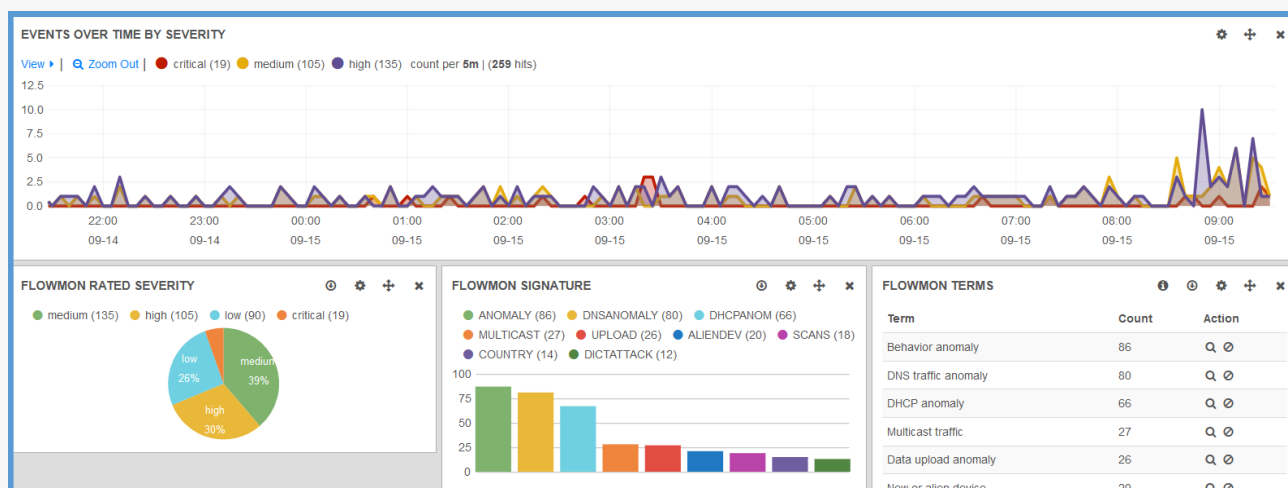 EVENTS OVER TIME BY SEVERITY
View | Zoom Out | critical (19) medium (105) high (135) count per 5m | (259 hits)
12.5
10.0
7.5
5.0
2.5
0.0
22:00 23:00 00:00 01:00 02:00 03:00 04:00 05:00 06:00 07:00 08:00 09:00
09-14 09-14 09-15 09-15 09-15 09-15 09-15 09-15 09-15 09-15 09-15 09-15
FLOWMON RATED SEVERITY
medium (135) high (105) low (90) critical (19)
low
26%
medium
39%
high
30%
FLOWMON SIGNATURE
ANOMALY (86) DNSANOMALY (80) DHCPANOM (66)
MULTICAST (27) UPLOAD (26) ALIENDEV (20) SCANS (18)
COUNTRY (14) DICTATTACK (12)
100
75
50
25
0
FLOWMON TERMS
Term Count Action
Behavior anomaly 86
DNS traffic anomaly 80
DHCP anomaly 66
Multicast traffic 27
Data upload anomaly 26
New or alien device 20